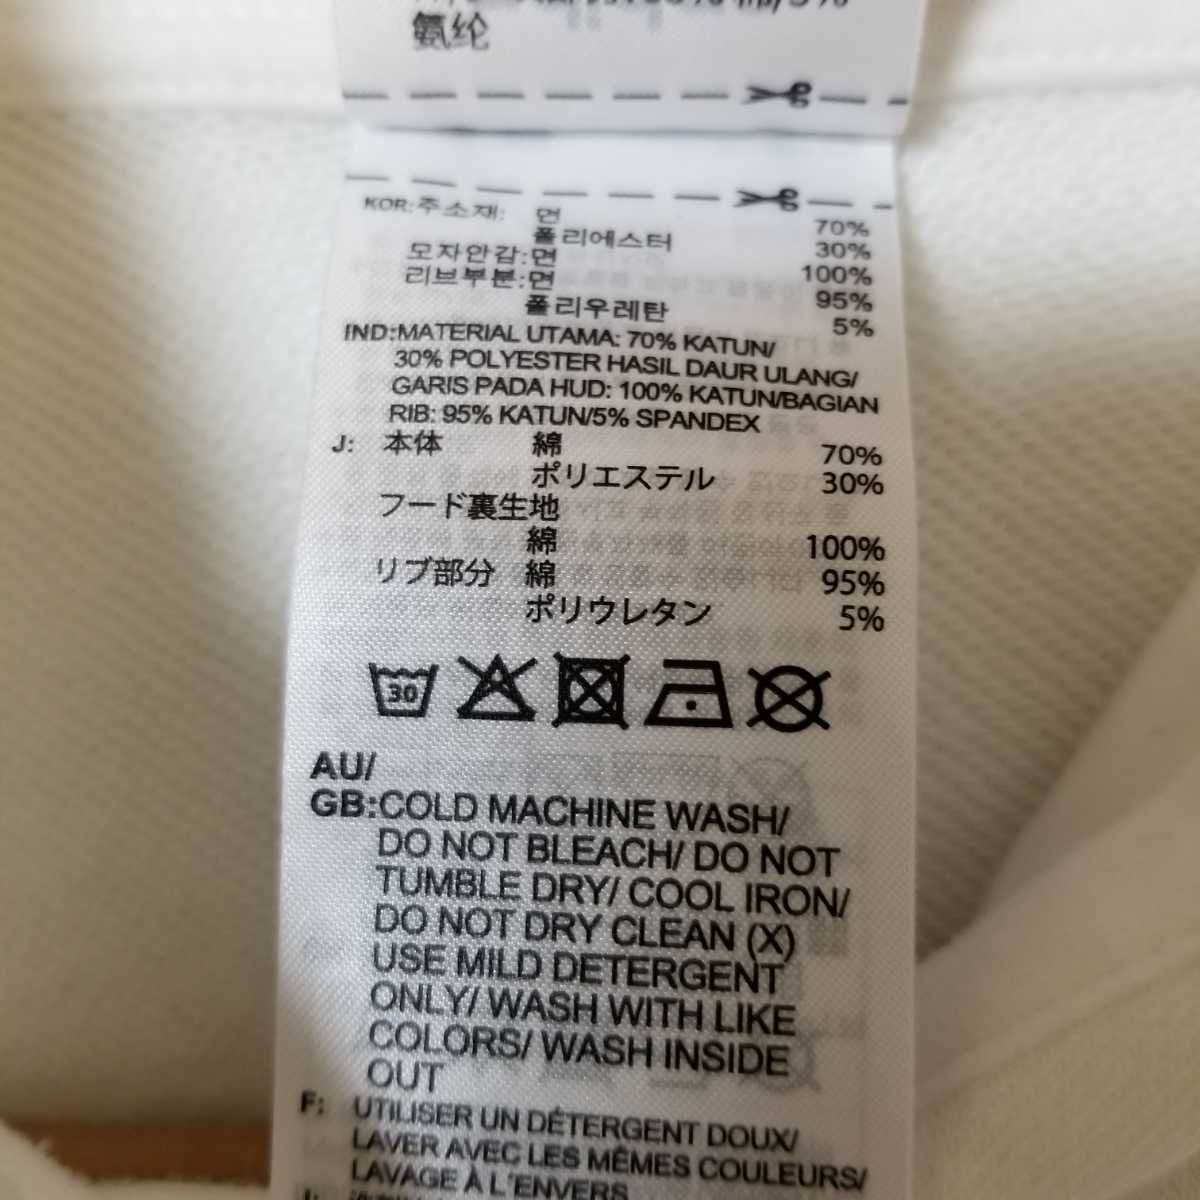 氨纶
KOR: 주소재: 면 70%
폴리에스터 30%
모자안감: 면 100%
리브부분: 면 95%
폴리우레탄 5%
IND: MATERIAL UTAMA: 70% KATUN/
30% POLYESTER HASIL DAUR ULANG/
GARIS PADA HUD: 100% KATUN/BAGIAN
RIB: 95% KATUN/5% SPANDEX
J: 本体 綿 70%
ポリエステル 30%
フード裏生地
綿 100%
リブ部分 綿 95%
ポリウレタン 5%
30
AU/
GB: COLD MACHINE WASH/
DO NOT BLEACH/ DO NOT
TUMBLE DRY/ COOL IRON/
DO NOT DRY CLEAN (X)
USE MILD DETERGENT
ONLY/ WASH WITH LIKE
COLORS/ WASH INSIDE
OUT
F: UTILISER UN DÉTERGENT DOUX/
LAVER AVEC LES MÊMES COULEURS/
LAVAGE À L'ENVERS